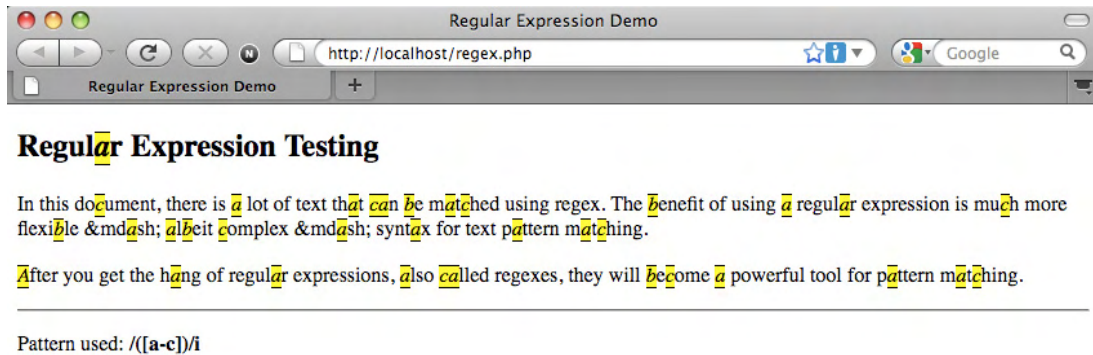 Regular Expression Demo
N
http://localhost/regex.php
Google
Regular Expression Demo
+
Regular Expression Testing
In this document, there is a lot of text that can be matched using regex. The benefit of using a regular expression is much more
flexible &mdash; albeit complex &mdash; syntax for text pattern matching.
After you get the hang of regular expressions, also called regexes, they will become a powerful tool for pattern matching.
Pattern used: /([a-c])/i